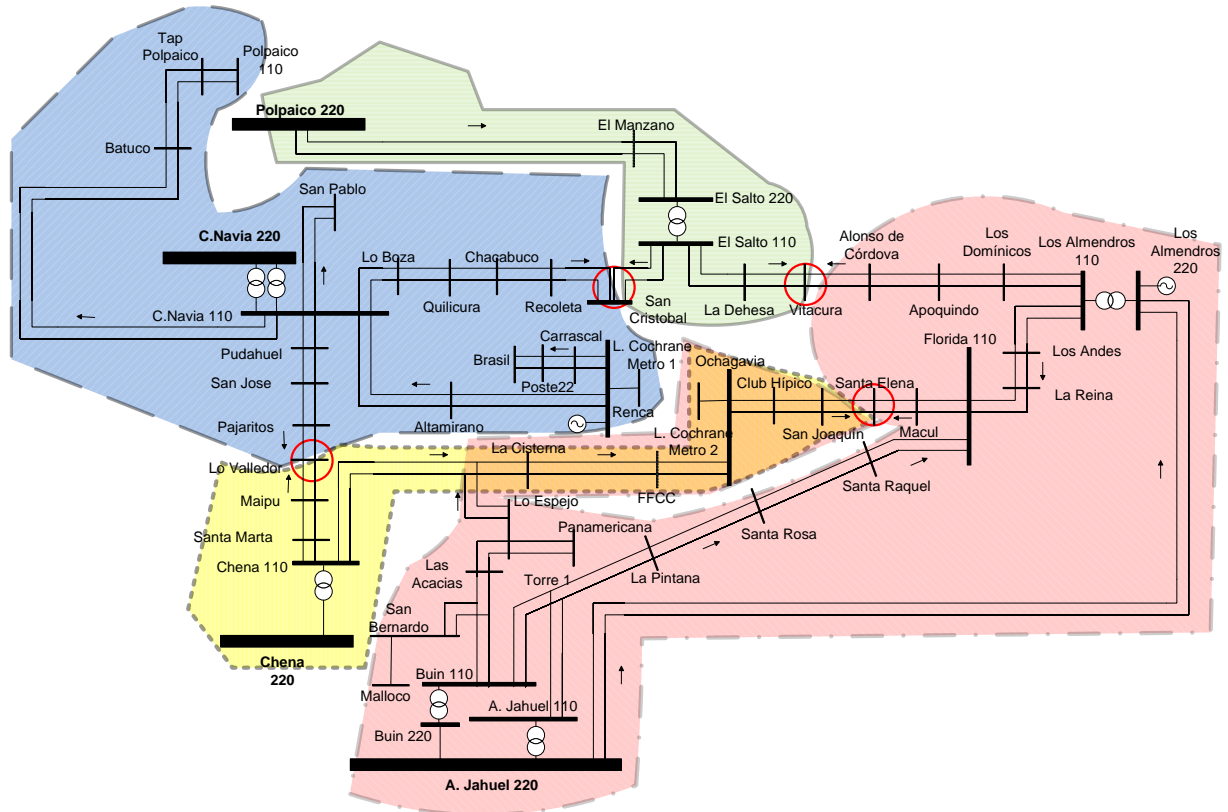 Tap
Polpaico
Polpaico
110
Polpaico 220
El Manzano
Batuco
San Pablo
El Salto 220
C.Navia 220
El Salto 110
Alonso de
Córdova
Los
Domínicos
Los Almendros
110
Los
Almendros
220
Lo Boza
Chacabuco
C.Navia 110
Quilicura
Recoleta
San
Cristobal
La Dehesa
Vitacura
Apoquindo
Florida 110
Pudahuel
Carrascal
L. Cochrane
Metro 1
Brasil
Poste22
Ochagavia
Los Andes
San Jose
Club Hípico
Santa Elena
La Reina
Renca
Pajaritos
Altamirano
L. Cochrane
Metro 2
San Joaquín
Macul
La Cisterna
Lo Valledor
FFCC
Santa Raquel
Maipu
Lo Espejo
Panamericana
Santa Rosa
Santa Marta
Chena 110
Las
Acacias
Torre 1
La Pintana
San
Bernardo
Chena
220
Buin 110
Malloco
A. Jahuel 110
Buin 220
A. Jahuel 220